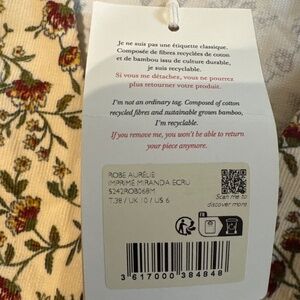 Je ne suis pas une étiquette classique.
Composée de fibres recyclées de coton
et de bambou issu de culture durable,
je suis recyclable.
Si vous me détachez, vous ne pourrez
plus retourner votre produit.
I'm not an ordinary tag. Composed of cotton
recycled fibres and sustainable grown bamboo,
I'm recyclable.
If you remove me, you won't be able to return
your piece anymore.
ROBE AURÉLIE
IMPRIMÉ MIRANDA ECRU
S242ROB068M
T.38 / UK 10 / US 6
Scan me to
discover more
FR
3 617000 384848